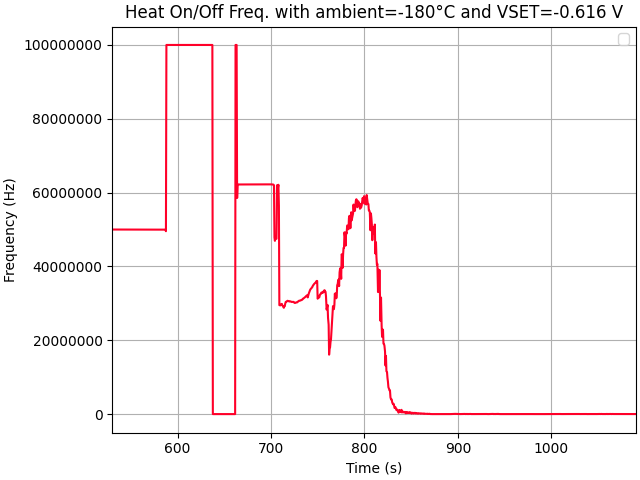 Heat On/Off Freq. with ambient=-180°C and VSET=-0.616 V
100000000
80000000
60000000
40000000
20000000
0
Frequency (Hz)
600 700 800 900 1000
Time (s)